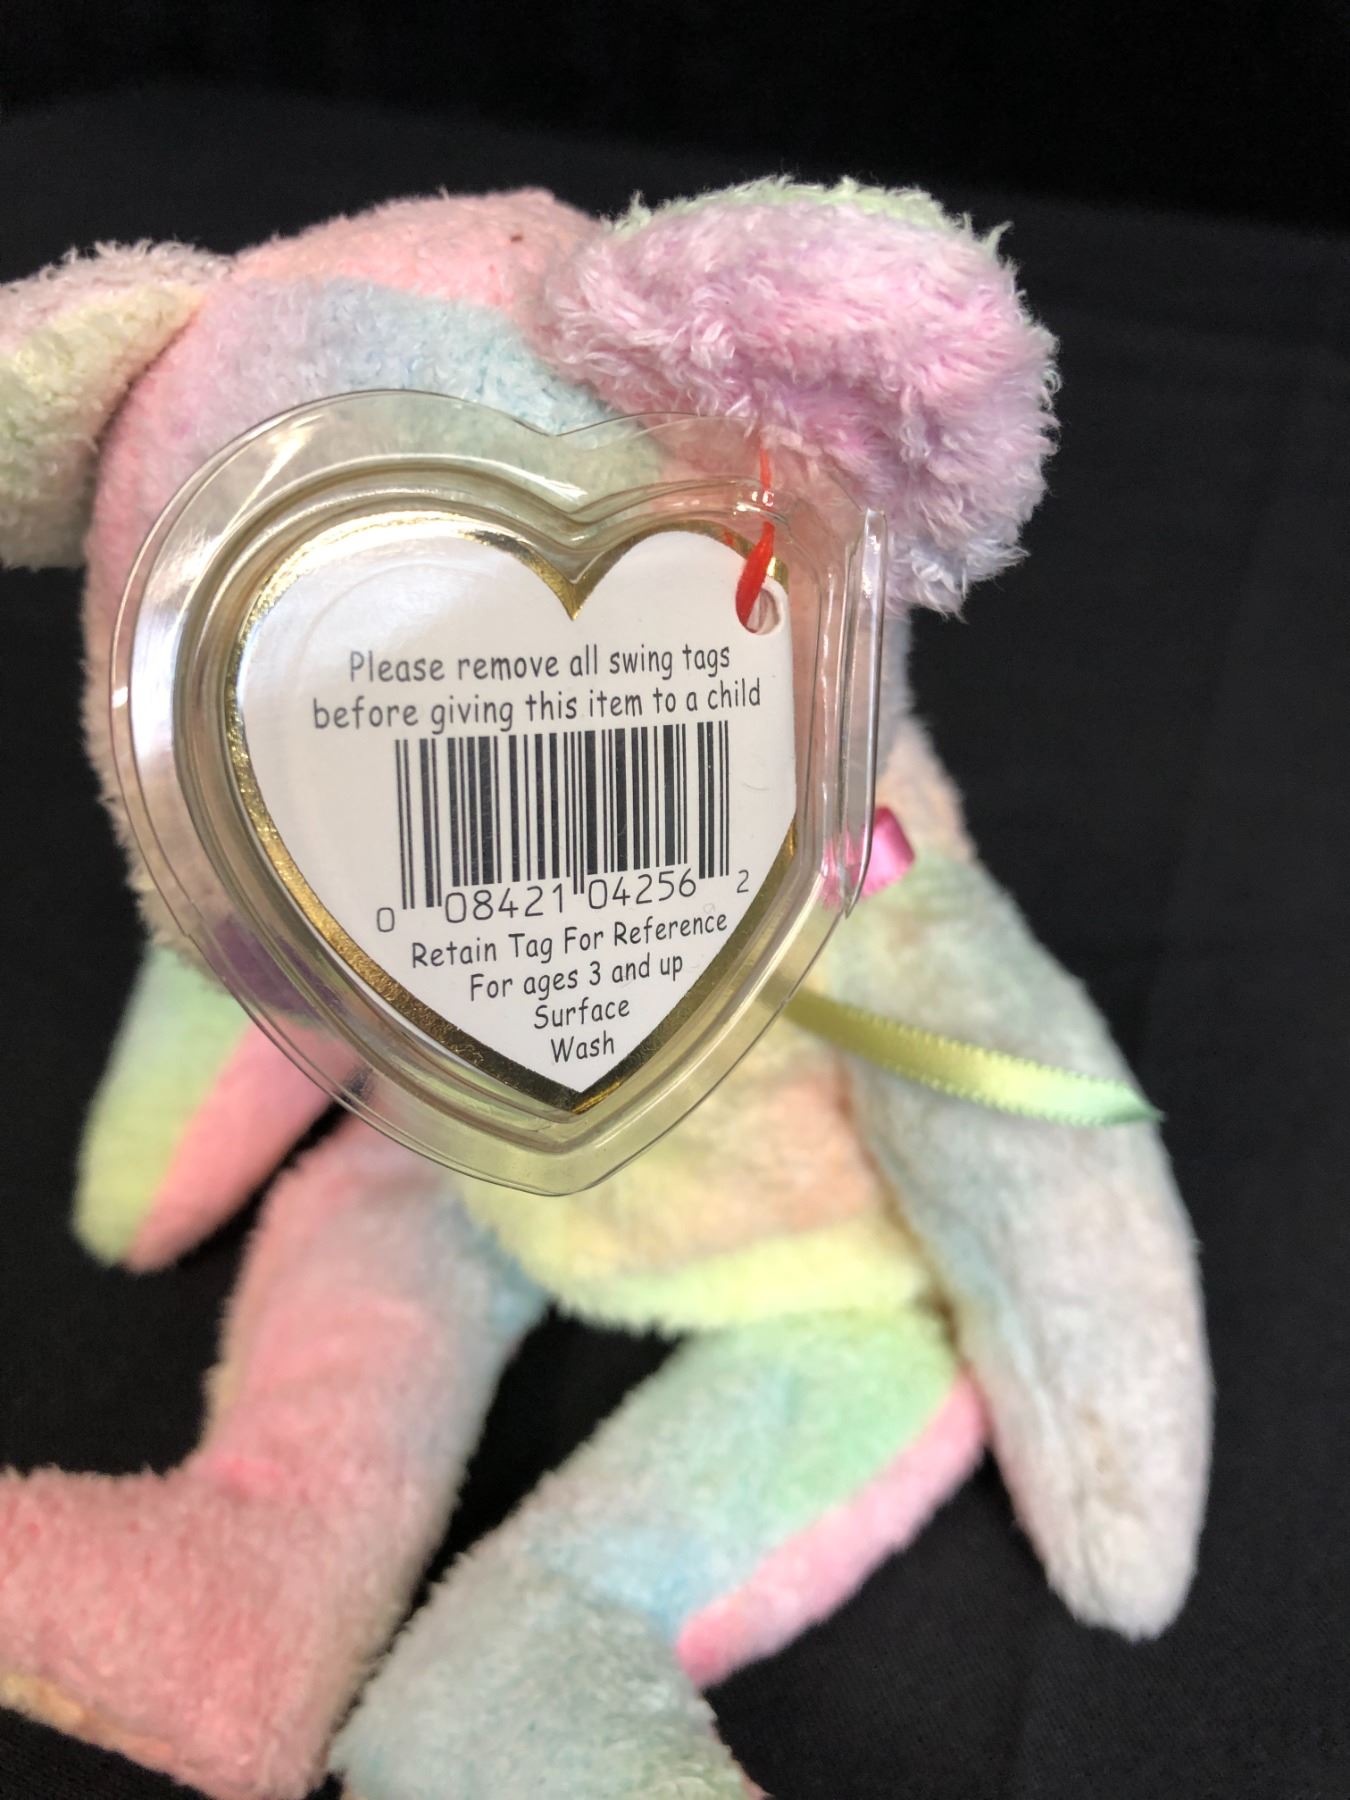 Please remove all swing tags
before giving this item to a child
0 08421 04256 2
Retain Tag For Reference
For ages 3 and up
Surface
Wash